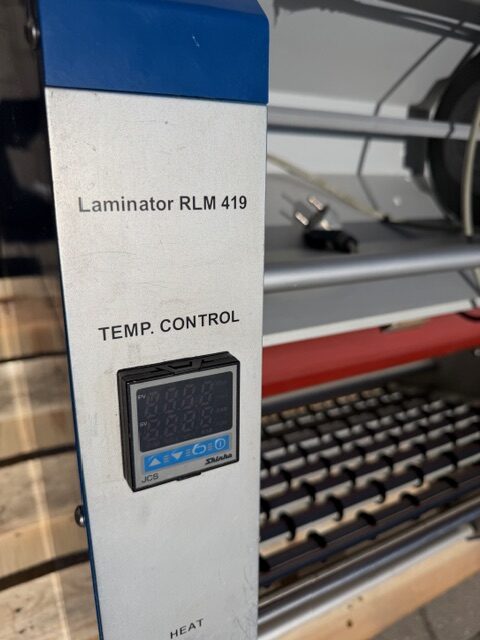 Laminator RLM 419
TEMP. CONTROL
PV
SV
Shinko
JCS
HEAT